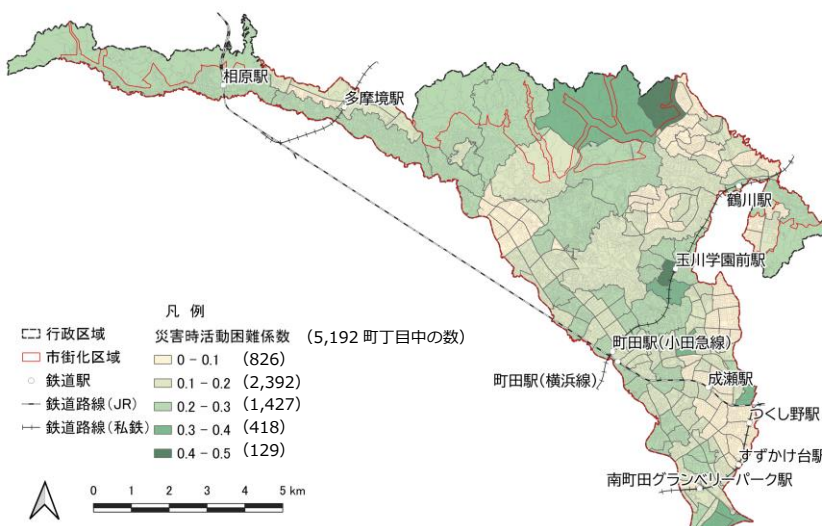 相原駅
多摩境駅
鶴川駅
玉川学園前駅
町田駅(小田急線)
町田駅(横浜線)
成瀬駅
つくし野駅
すずかけ台駅
南町田グランベリーパーク駅
凡 例
行政区域
市街化区域
鉄道駅
鉄道路線(JR)
鉄道路線(私鉄)
災害時活動困難係数 (5,192 町丁目中の数)
0 - 0.1 (826)
0.1 - 0.2 (2,392)
0.2 - 0.3 (1,427)
0.3 - 0.4 (418)
0.4 - 0.5 (129)
0 1 2 3 4 5 km